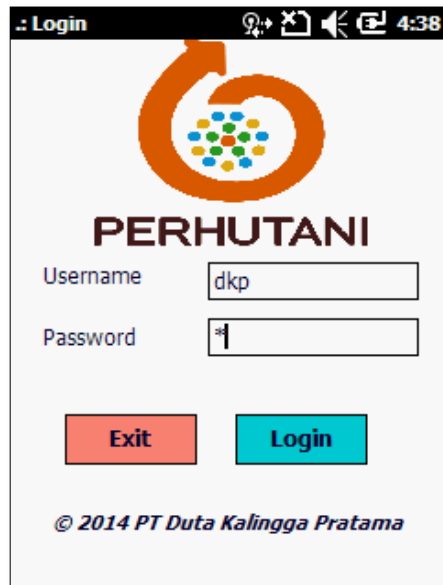 .: Login 4:38
PERHUTANI
Username dkp
Password *
Exit Login
© 2014 PT Duta Kalingga Pratama